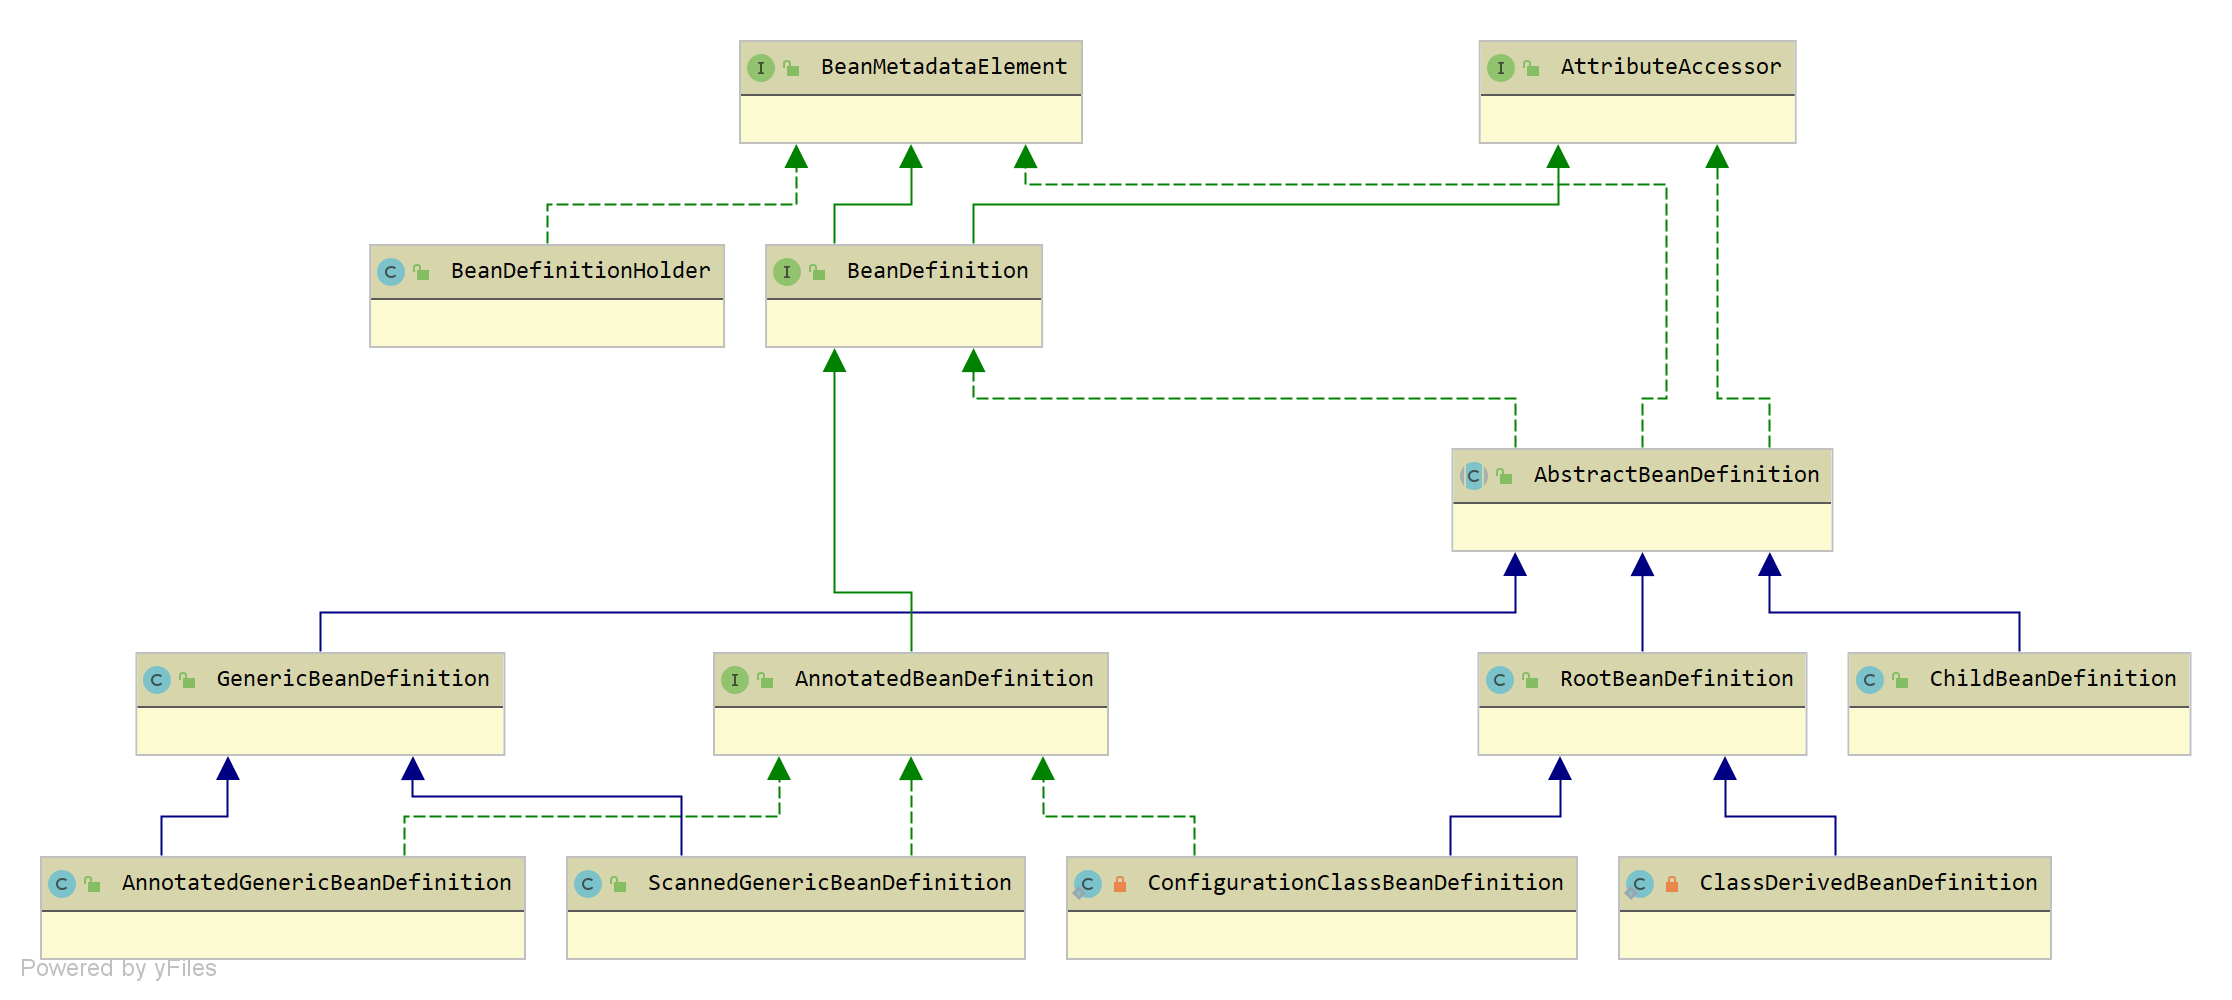 I BeanMetadataElement
I AttributeAccessor
C BeanDefinitionHolder
I BeanDefinition
C AbstractBeanDefinition
C GenericBeanDefinition
I AnnotatedBeanDefinition
C RootBeanDefinition
C ChildBeanDefinition
C AnnotatedGenericBeanDefinition
C ScannedGenericBeanDefinition
C ConfigurationClassBeanDefinition
C ClassDerivedBeanDefinition
Powered by yFiles